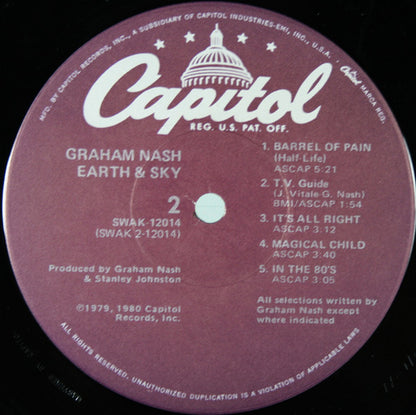 MFD. BY CAPITOL RECORDS, INC., A SUBSIDIARY OF CAPITOL INDUSTRIES-EMI, INC., U.S.A.
Capitol MARCA REG.
Capitol
REG. U.S. PAT. OFF.
GRAHAM NASH
EARTH & SKY
2
SWAK-12014
(SWAK 2-12014)
Produced by Graham Nash
& Stanley Johnston
℗1979, 1980 Capitol
Records, Inc.
1. BARREL OF PAIN
(Half-Life)
ASCAP 5:21
2. T.V. Guide
(J. Vitale-G. Nash)
BMI/ASCAP 1:54
3. IT'S ALL RIGHT
ASCAP 3:12
4. MAGICAL CHILD
ASCAP 3:40
5. IN THE 80'S
ASCAP 3:05
All selections written by
Graham Nash except
where indicated
ALL RIGHTS RESERVED. UNAUTHORIZED DUPLICATION IS A VIOLATION OF APPLICABLE LAWS